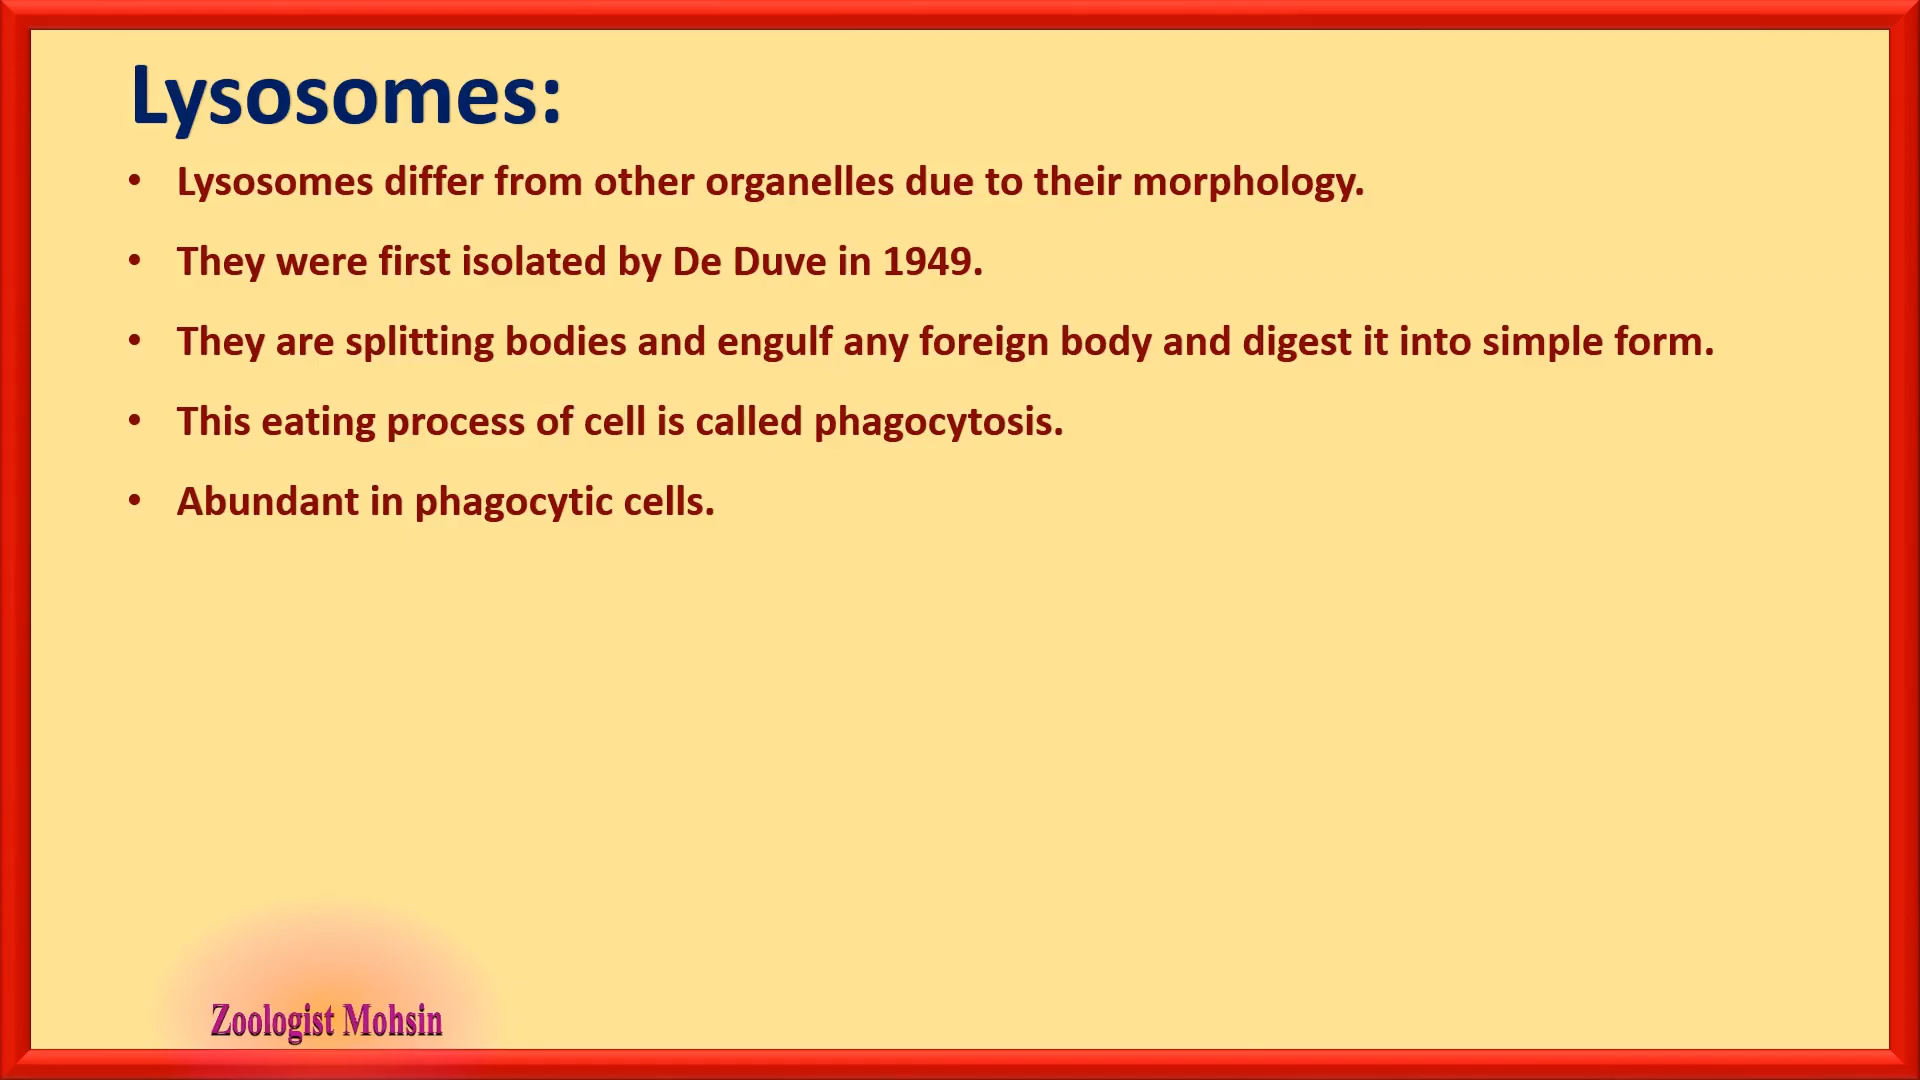 Lysosomes:
• Lysosomes differ from other organelles due to their morphology.
• They were first isolated by De Duve in 1949.
• They are splitting bodies and engulf any foreign body and digest it into simple form.
• This eating process of cell is called phagocytosis.
• Abundant in phagocytic cells.
Zoologist Mohsin